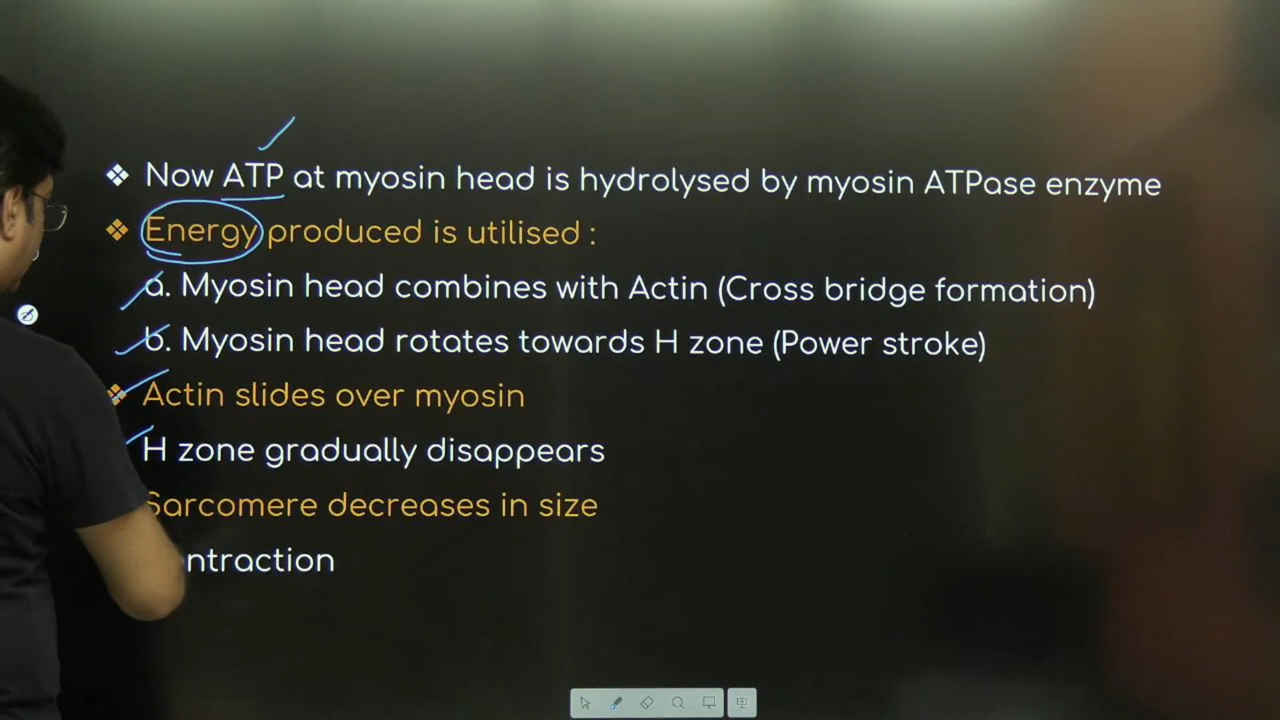 Now ATP at myosin head is hydrolysed by myosin ATPase enzyme
Energy produced is utilised :
a. Myosin head combines with Actin (Cross bridge formation)
b. Myosin head rotates towards H zone (Power stroke)
Actin slides over myosin
H zone gradually disappears
Sarcomere decreases in size
ntraction